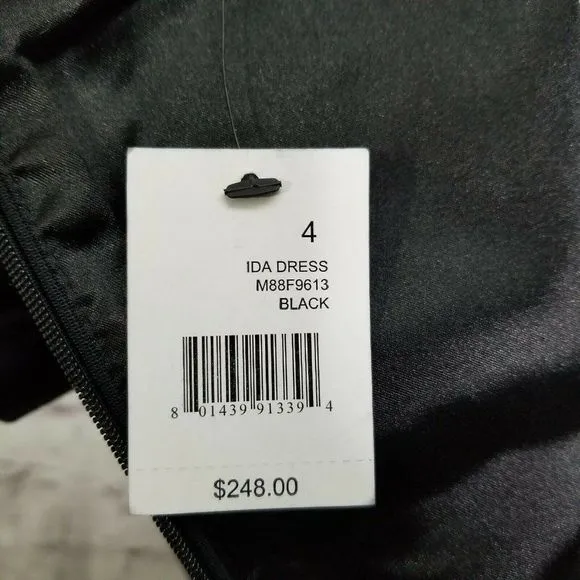 4
IDA DRESS
M88F9613
BLACK
8 01439 91339 4
$248.00